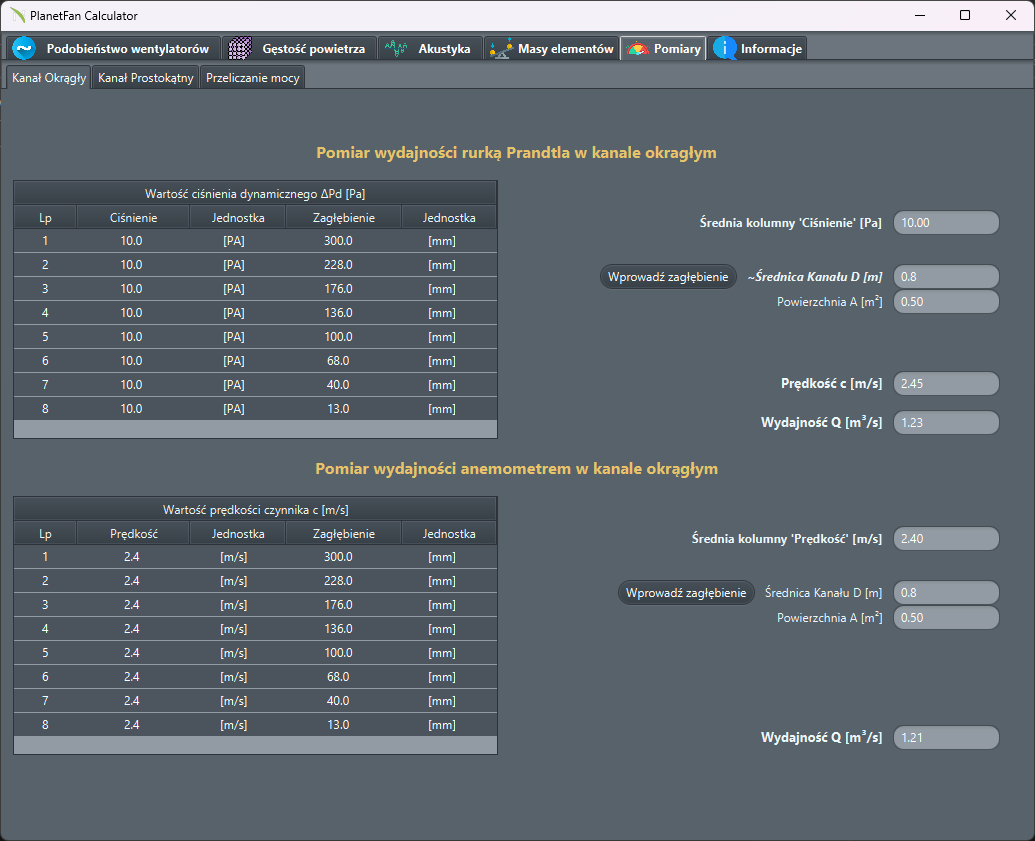 PlanetFan Calculator
Podobieństwo wentylatorów Gęstość powietrza Akustyka Masy elementów Pomiary Informacje
Kanał Okrągły Kanał Prostokątny Przeliczanie mocy
Pomiar wydajności rurką Prandtla w kanale okrągłym
Wartość ciśnienia dynamicznego ΔPd [Pa]
Lp Ciśnienie Jednostka Zagłębienie Jednostka
1 10.0 [PA] 300.0 [mm]
2 10.0 [PA] 228.0 [mm]
3 10.0 [PA] 176.0 [mm]
4 10.0 [PA] 136.0 [mm]
5 10.0 [PA] 100.0 [mm]
6 10.0 [PA] 68.0 [mm]
7 10.0 [PA] 40.0 [mm]
8 10.0 [PA] 13.0 [mm]
Średnia kolumny 'Ciśnienie' [Pa] 10.00
Wprowadź zagłębienie ~Średnica Kanału D [m] 0.8
Powierzchnia A [m²] 0.50
Prędkość c [m/s] 2.45
Wydajność Q [m³/s] 1.23
Pomiar wydajności anemometrem w kanale okrągłym
Wartość prędkości czynnika c [m/s]
Lp Prędkość Jednostka Zagłębienie Jednostka
1 2.4 [m/s] 300.0 [mm]
2 2.4 [m/s] 228.0 [mm]
3 2.4 [m/s] 176.0 [mm]
4 2.4 [m/s] 136.0 [mm]
5 2.4 [m/s] 100.0 [mm]
6 2.4 [m/s] 68.0 [mm]
7 2.4 [m/s] 40.0 [mm]
8 2.4 [m/s] 13.0 [mm]
Średnia kolumny 'Prędkość' [m/s] 2.40
Wprowadź zagłębienie Średnica Kanału D [m] 0.8
Powierzchnia A [m²] 0.50
Wydajność Q [m³/s] 1.21